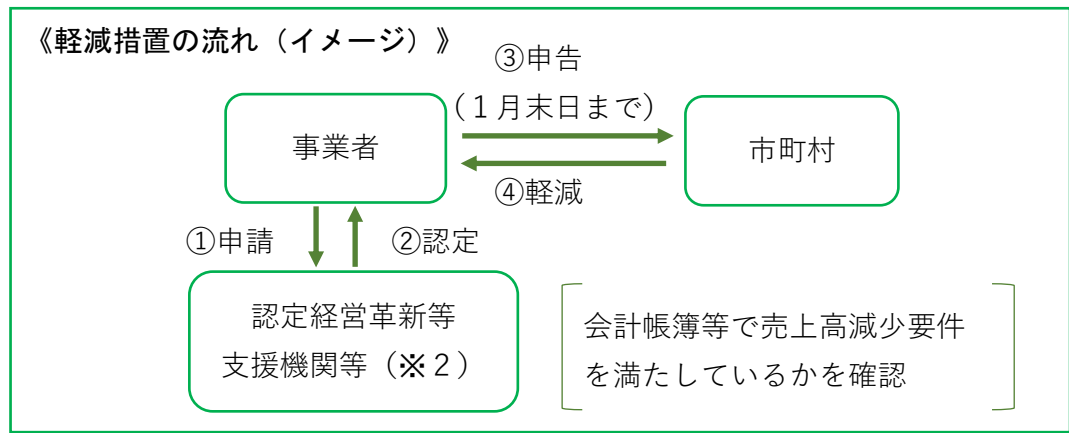 《軽減措置の流れ（イメージ）》
③申告
（１月末日まで）
事業者
市町村
④軽減
①申請
②認定
認定経営革新等
支援機関等（※２）
会計帳簿等で売上高減少要件
を満たしているかを確認